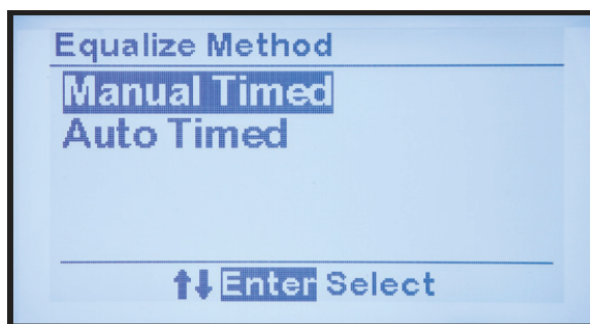 Equalize Method
Manual Timed
Auto Timed
↑↓ Enter Select